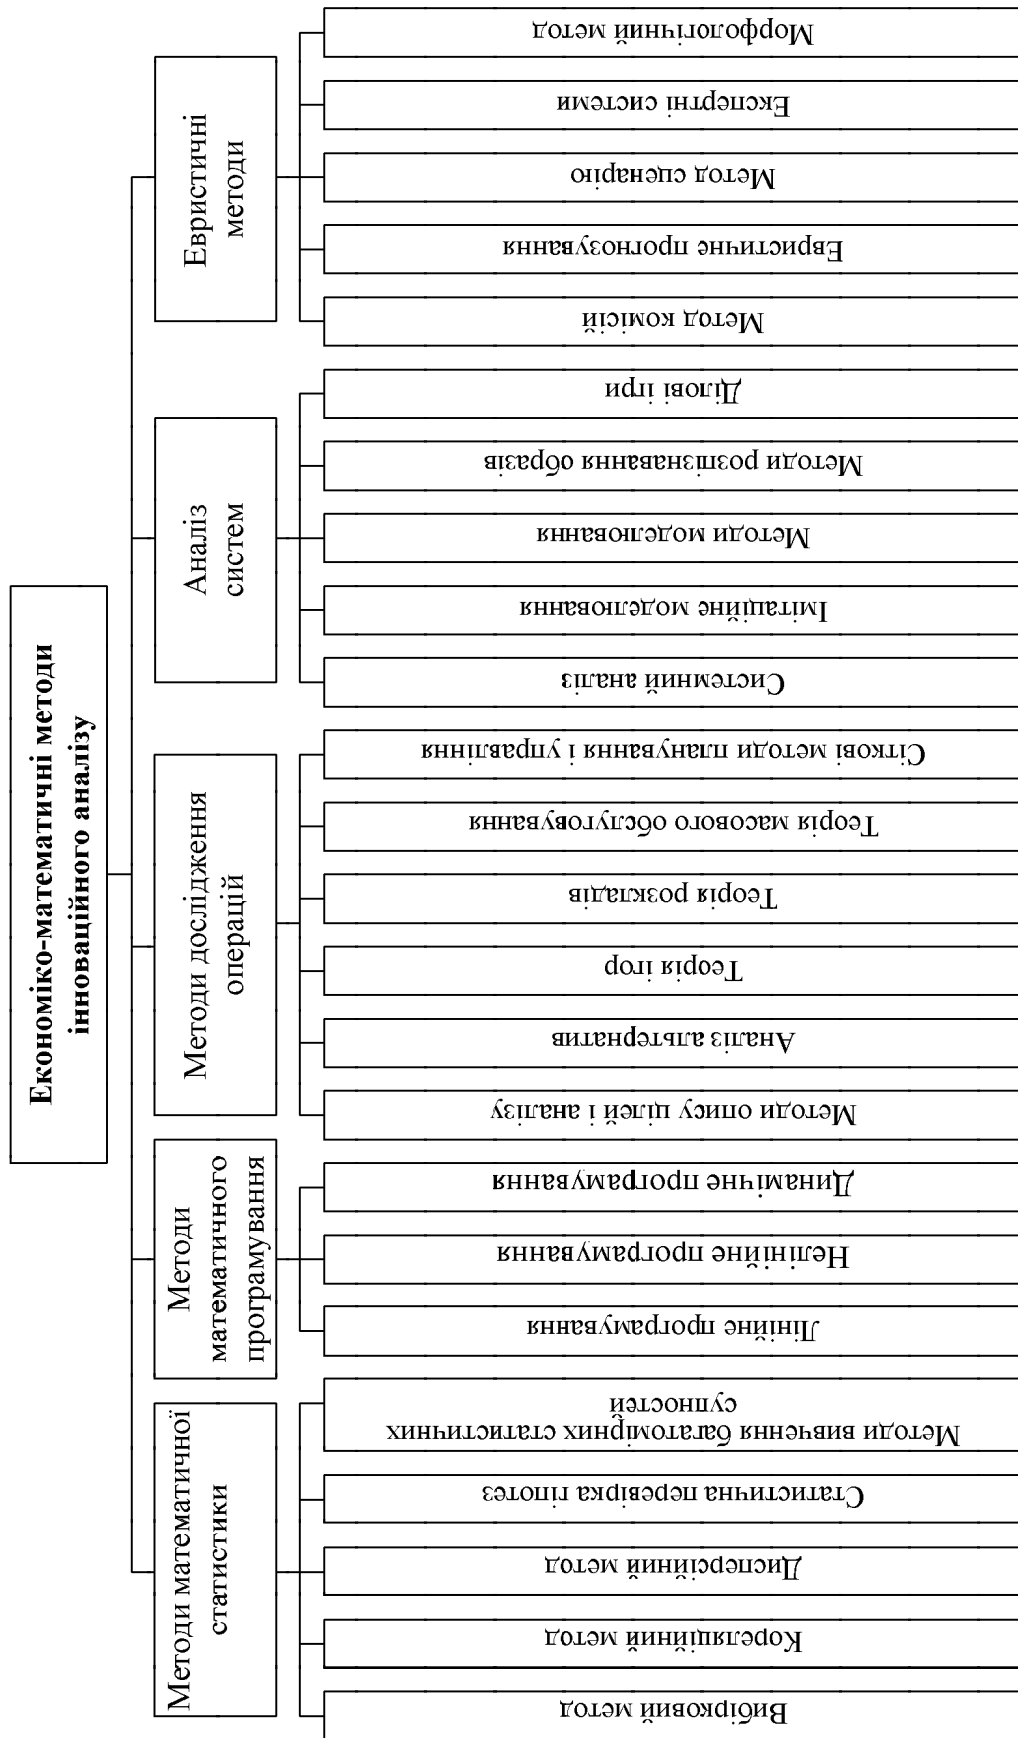 Економіко-математичні методи
інноваційного аналізу
Методи математичної
статистики
Вибірковий метод
Кореляційний метод
Дисперсійний метод
Статистична перевірка гіпотез
Методи вивчення багатомірних статистичних
супностей
Методи
математичного
програмування
Лінійне програмування
Нелінійне програмування
Динамічне програмування
Методи дослідження
операцій
Методи опису цілей і аналізу
Аналіз альтернатив
Теорія ігор
Теорія розкладів
Теорія масового обслуговування
Сіткові методи планування і управління
Аналіз
систем
Системний аналіз
Імітаційне моделювання
Методи моделювання
Методи розпізнавання образів
Ділові ігри
Евристичні
методи
Метод комісій
Евристичне прогнозування
Метод сценарію
Експертні системи
Морфологічний метод